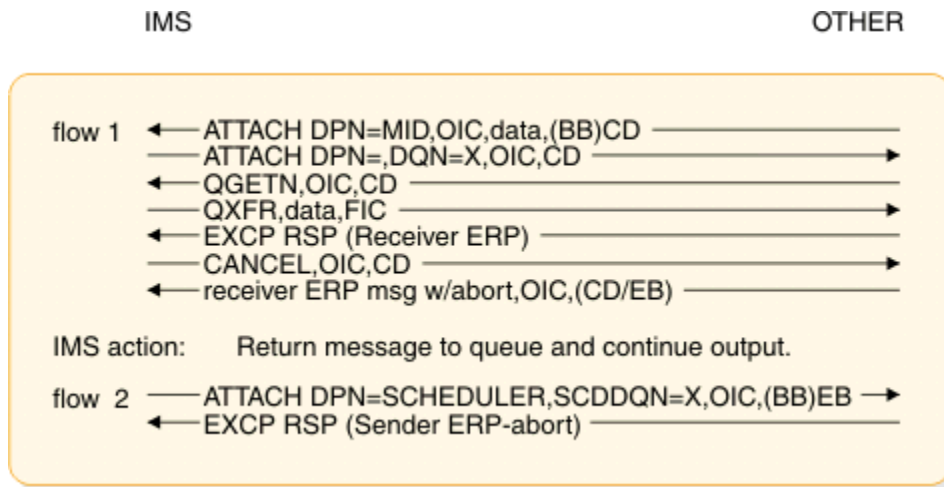 IMS OTHER
flow 1 ATTACH DPN=MID,OIC,data,(BB)CD
ATTACH DPN=,DQN=X,OIC,CD
QGETN,OIC,CD
QXFR,data,FIC
EXCP RSP (Receiver ERP)
CANCEL,OIC,CD
receiver ERP msg w/abort,OIC,(CD/EB)
IMS action: Return message to queue and continue output.
flow 2 ATTACH DPN=SCHEDULER,SCDDQN=X,OIC,(BB)EB
EXCP RSP (Sender ERP-abort)